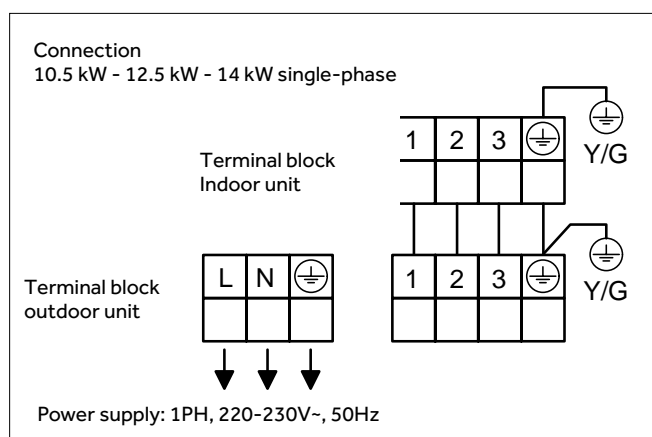 Connection
10.5 kW - 12.5 kW - 14 kW single-phase
1 2 3
Y/G
Terminal block
Indoor unit
L N
1 2 3
Y/G
Terminal block
outdoor unit
Power supply: 1PH, 220-230V~, 50Hz